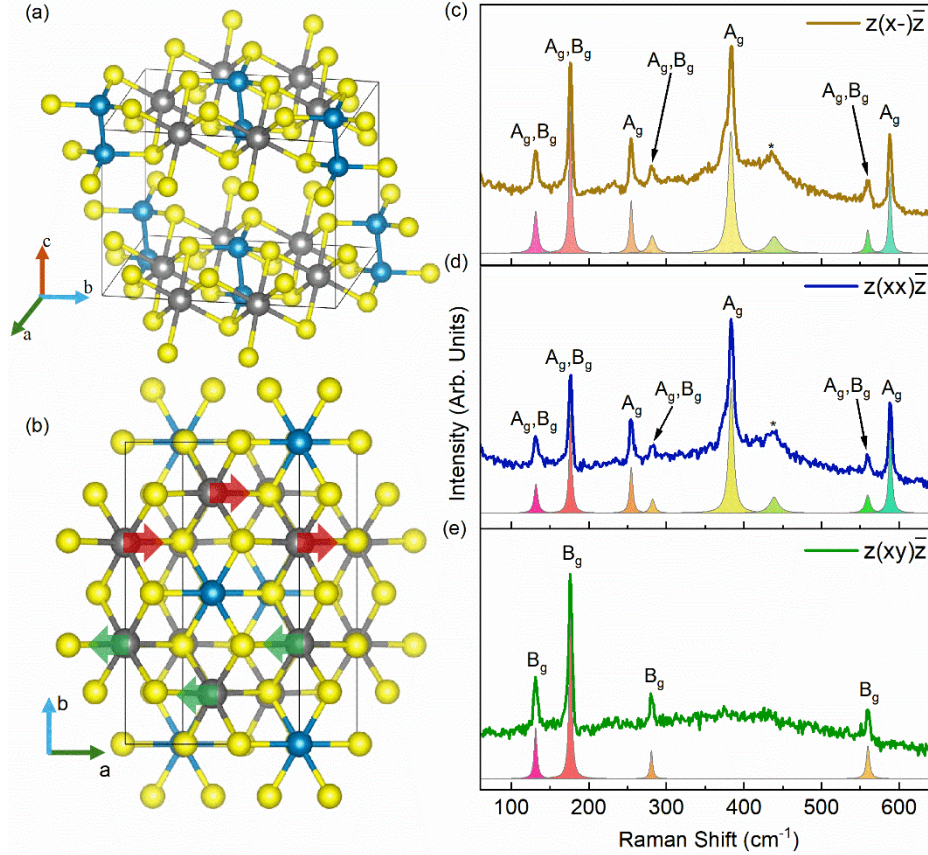 (a)
c
b
a
(b)
b
a
(c)
z(x-)z̅
A_g,B_g
A_g,B_g
A_g
A_g,B_g
A_g
*
A_g,B_g
A_g
(d)
z(xx)z̅
A_g,B_g
A_g,B_g
A_g
A_g,B_g
A_g
*
A_g,B_g
A_g
(e)
z(xy)z̅
B_g
B_g
B_g
B_g
Intensity (Arb. Units)
100 200 300 400 500 600
Raman Shift (cm⁻¹)